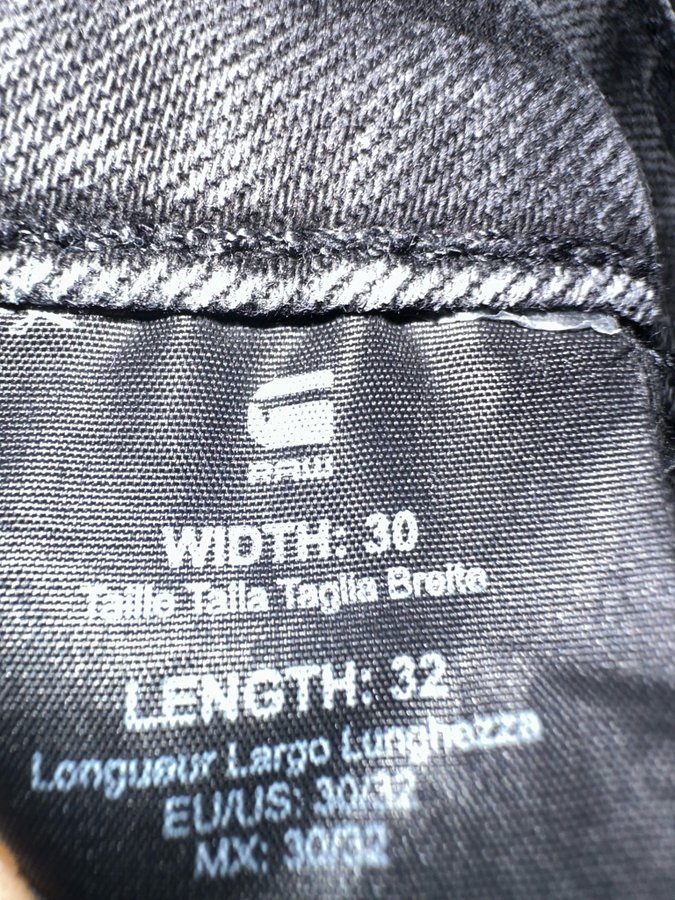 G
RAW
WIDTH: 30
Taille Talla Taglia Breite
LENGTH: 32
Longueur Largo Lunghezza
EU/US: 30/32
MX: 30/32